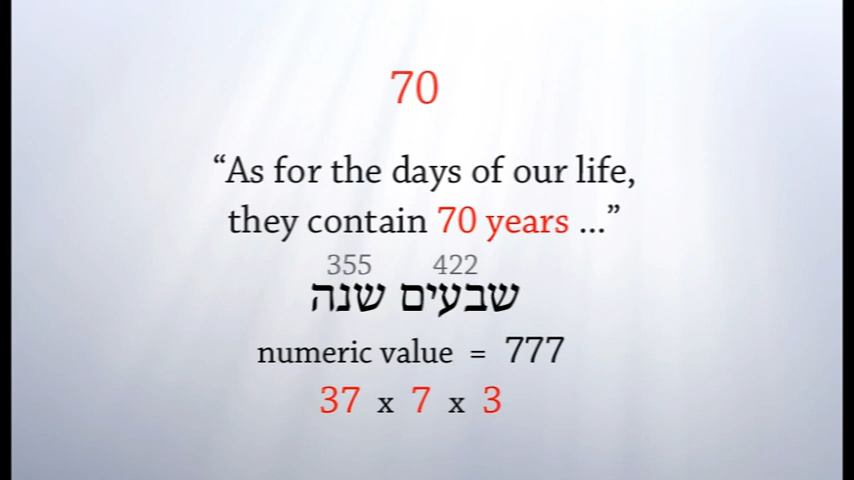 70
“As for the days of our life,
they contain 70 years ...”
355 422
שבעים שנה
numeric value = 777
37 x 7 x 3